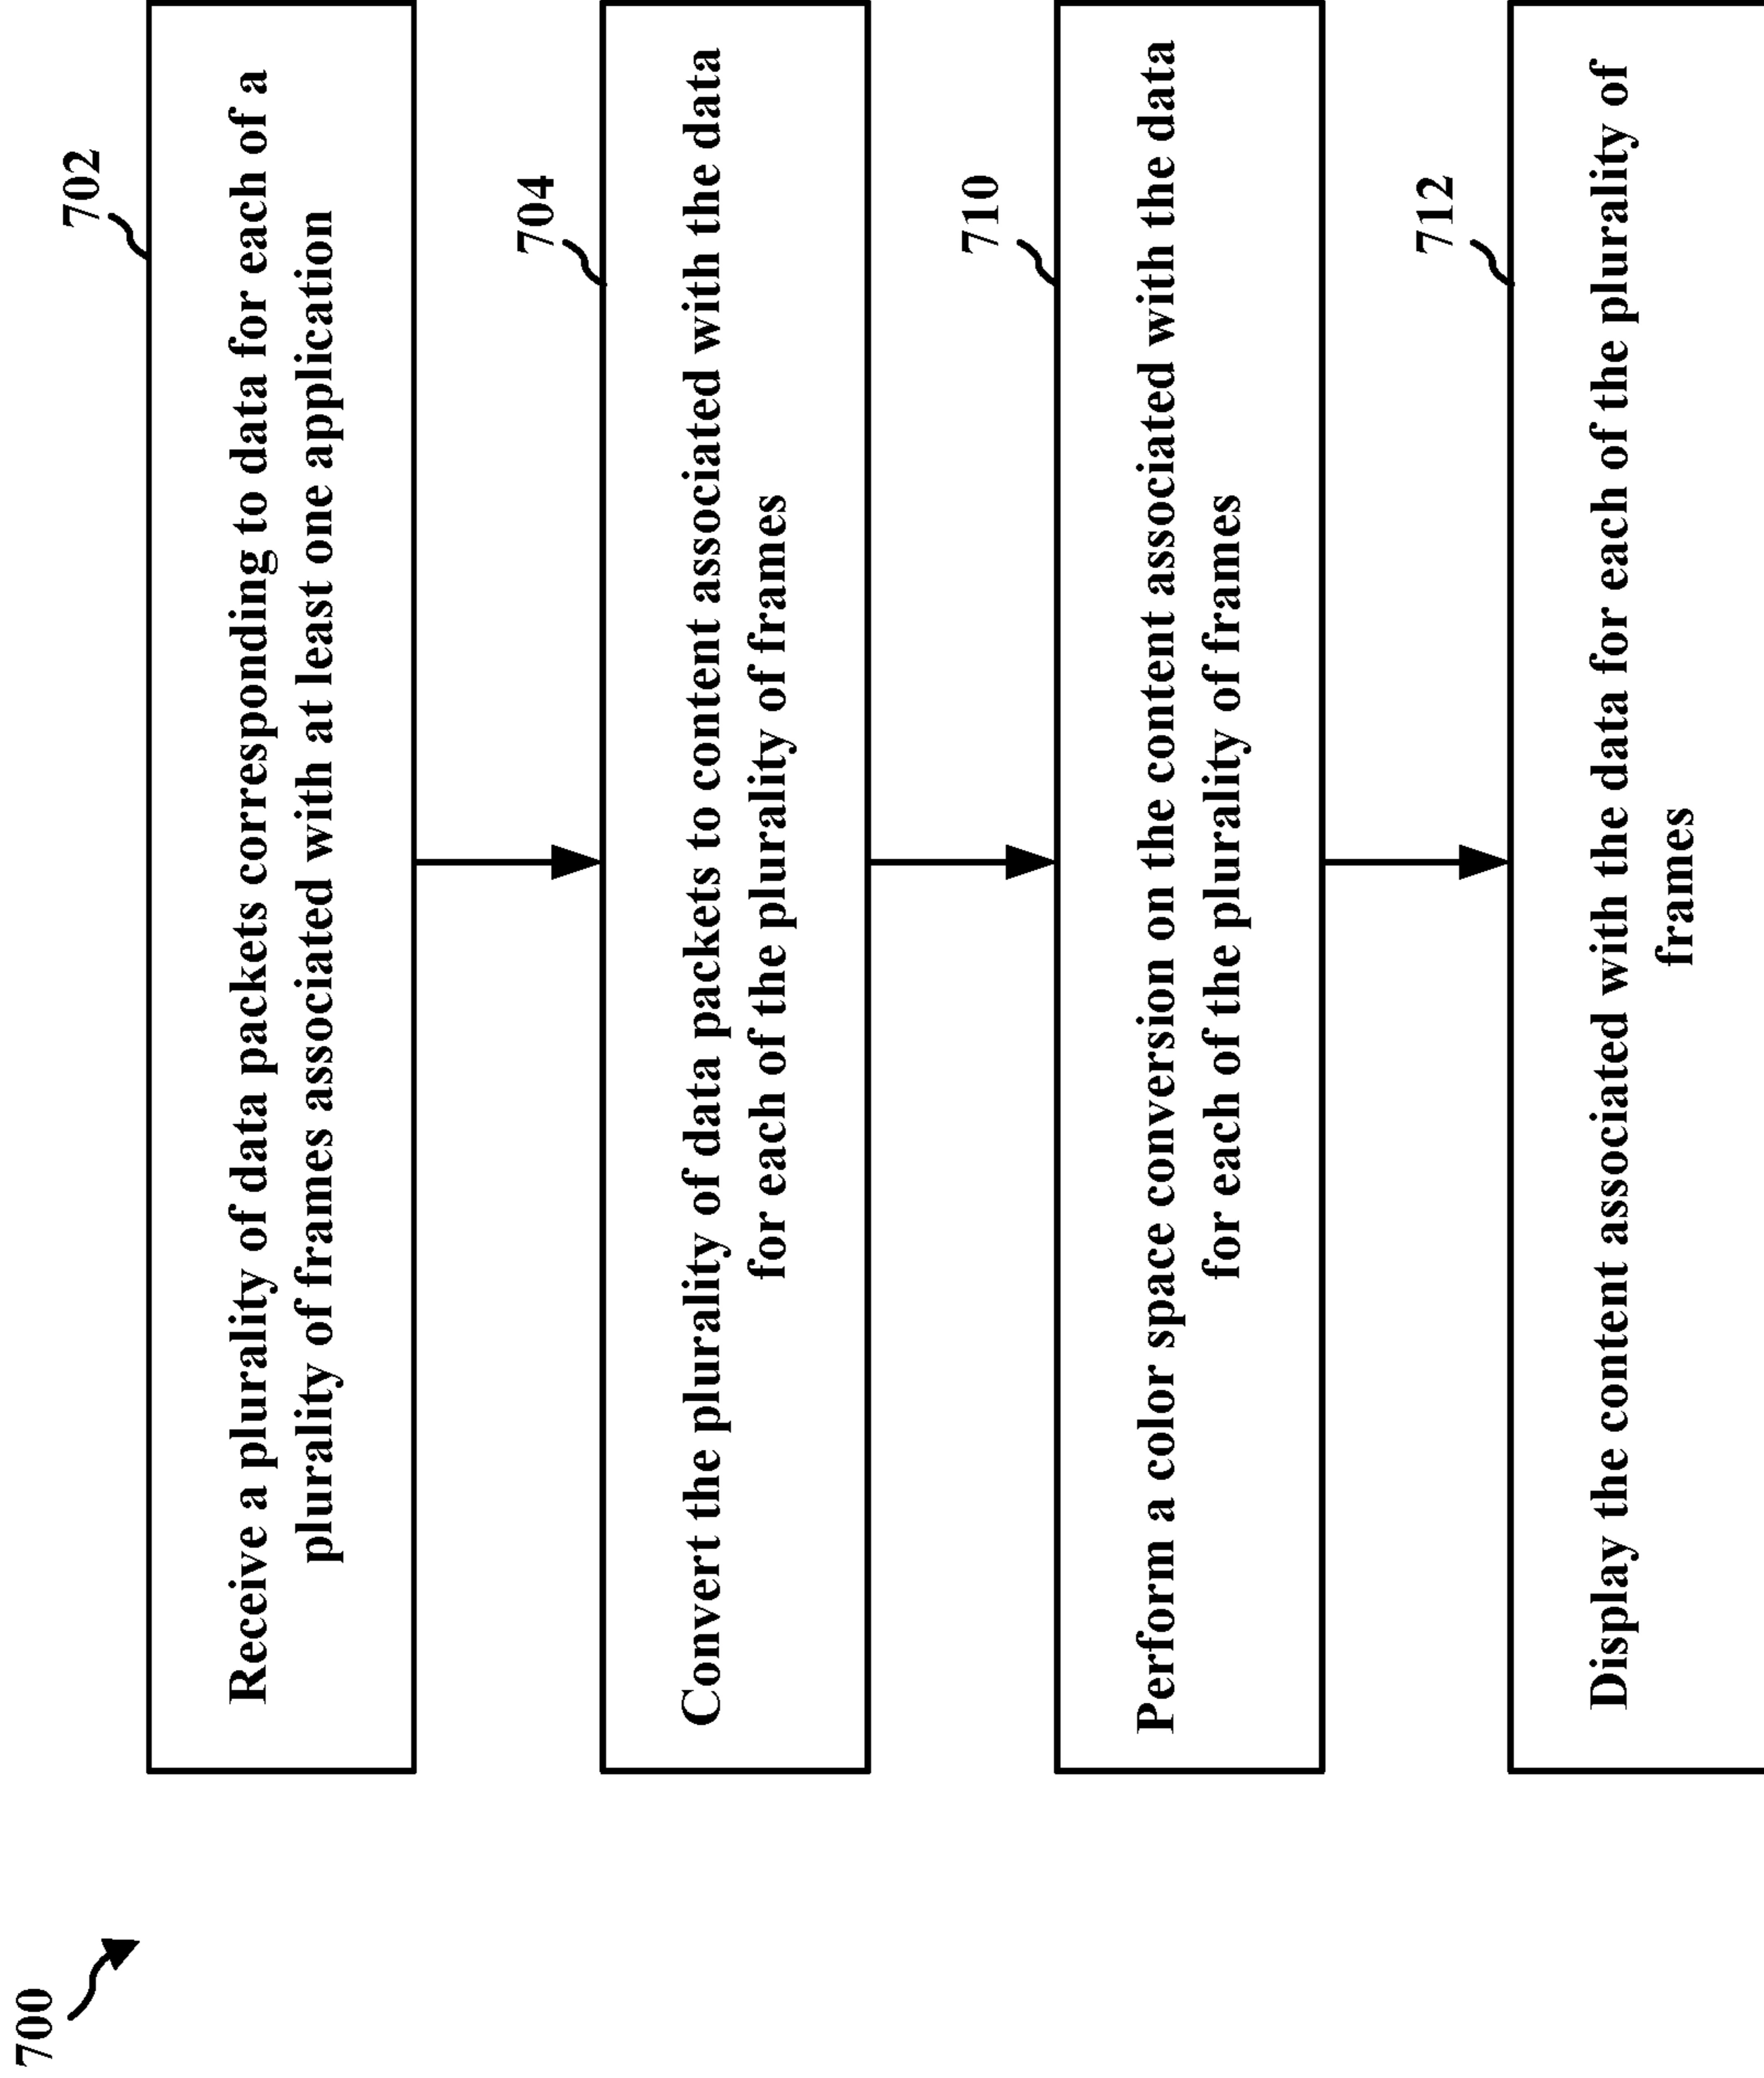 700
702
Receive a plurality of data packets corresponding to data for each of a
plurality of frames associated with at least one application
704
Convert the plurality of data packets to content associated with the data
for each of the plurality of frames
710
Perform a color space conversion on the content associated with the data
for each of the plurality of frames
712
Display the content associated with the data for each of the plurality of
frames